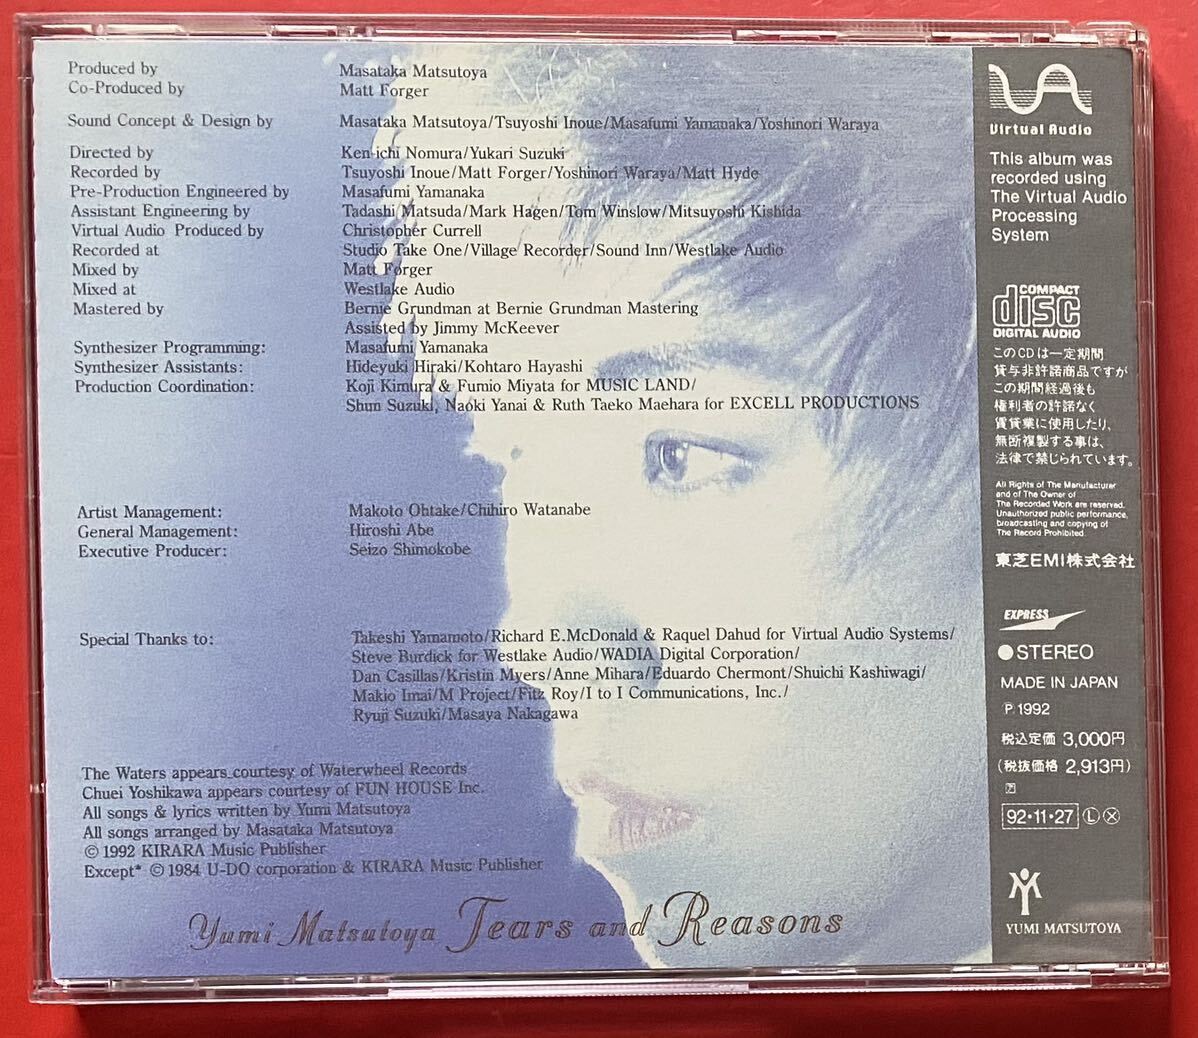 Produced by Masataka Matsutoya
Co-Produced by Matt Forger
Sound Concept & Design by Masataka Matsutoya/Tsuyoshi Inoue/Masafumi Yamanaka/Yoshinori Waraya
Directed by Ken-ichi Nomura/Yukari Suzuki
Recorded by Tsuyoshi Inoue/Matt Forger/Yoshinori Waraya/Matt Hyde
Pre-Production Engineered by Masafumi Yamanaka
Assistant Engineering by Tadashi Matsuda/Mark Hagen/Tom Winslow/Mitsuyoshi Kishida
Virtual Audio Produced by Christopher Currell
Recorded at Studio Take One/Village Recorder/Sound Inn/Westlake Audio
Mixed by Matt Forger
Mixed at Westlake Audio
Mastered by Bernie Grundman at Bernie Grundman Mastering
Assisted by Jimmy McKeever
Synthesizer Programming: Masafumi Yamanaka
Synthesizer Assistants: Hideyuki Hiraki/Kohtaro Hayashi
Production Coordination: Koji Kimura & Fumio Miyata for MUSIC LAND/
Shun Suzuki, Naoki Yanai & Ruth Taeko Maehara for EXCELL PRODUCTIONS
Artist Management: Makoto Ohtake/Chihiro Watanabe
General Management: Hiroshi Abe
Executive Producer: Seizo Shimokobe
Special Thanks to: Takeshi Yamamoto/Richard E.McDonald & Raquel Dahud for Virtual Audio Systems/
Steve Burdick for Westlake Audio/WADIA Digital Corporation/
Dan Casillas/Kristin Myers/Anne Mihara/Eduardo Chermont/Shuichi Kashiwagi/
Makio Imai/M Project/Fitz Roy/I to I Communications, Inc./
Ryuji Suzuki/Masaya Nakagawa
The Waters appears courtesy of Waterwheel Records
Chuei Yoshikawa appears courtesy of FUN HOUSE Inc.
All songs & lyrics written by Yumi Matsutoya
All songs arranged by Masataka Matsutoya
© 1992 KIRARA Music Publisher
Except* © 1984 U-DO corporation & KIRARA Music Publisher
Yumi Matsutoya Tears and Reasons
VA
Virtual Audio
This album was
recorded using
The Virtual Audio
Processing
System
COMPACT
disc
DIGITAL AUDIO
このCDは一定期間
貸与非許諾商品ですが
この期間経過後も
権利者の許諾なく
賃貸業に使用したり、
無断複製する事は、
法律で禁じられています。
All Rights of The Manufacturer
and of The Owner of
The Recorded Work are reserved.
Unauthorized public performance,
broadcasting and copying of
The Record Prohibited.
東芝EMI株式会社
EXPRESS
●STEREO
MADE IN JAPAN
Ⓟ1992
税込定価 3,000円
(税抜価格 2,913円)
92・11・27 Ⓛ Ⓧ
YUMI MATSUTOYA